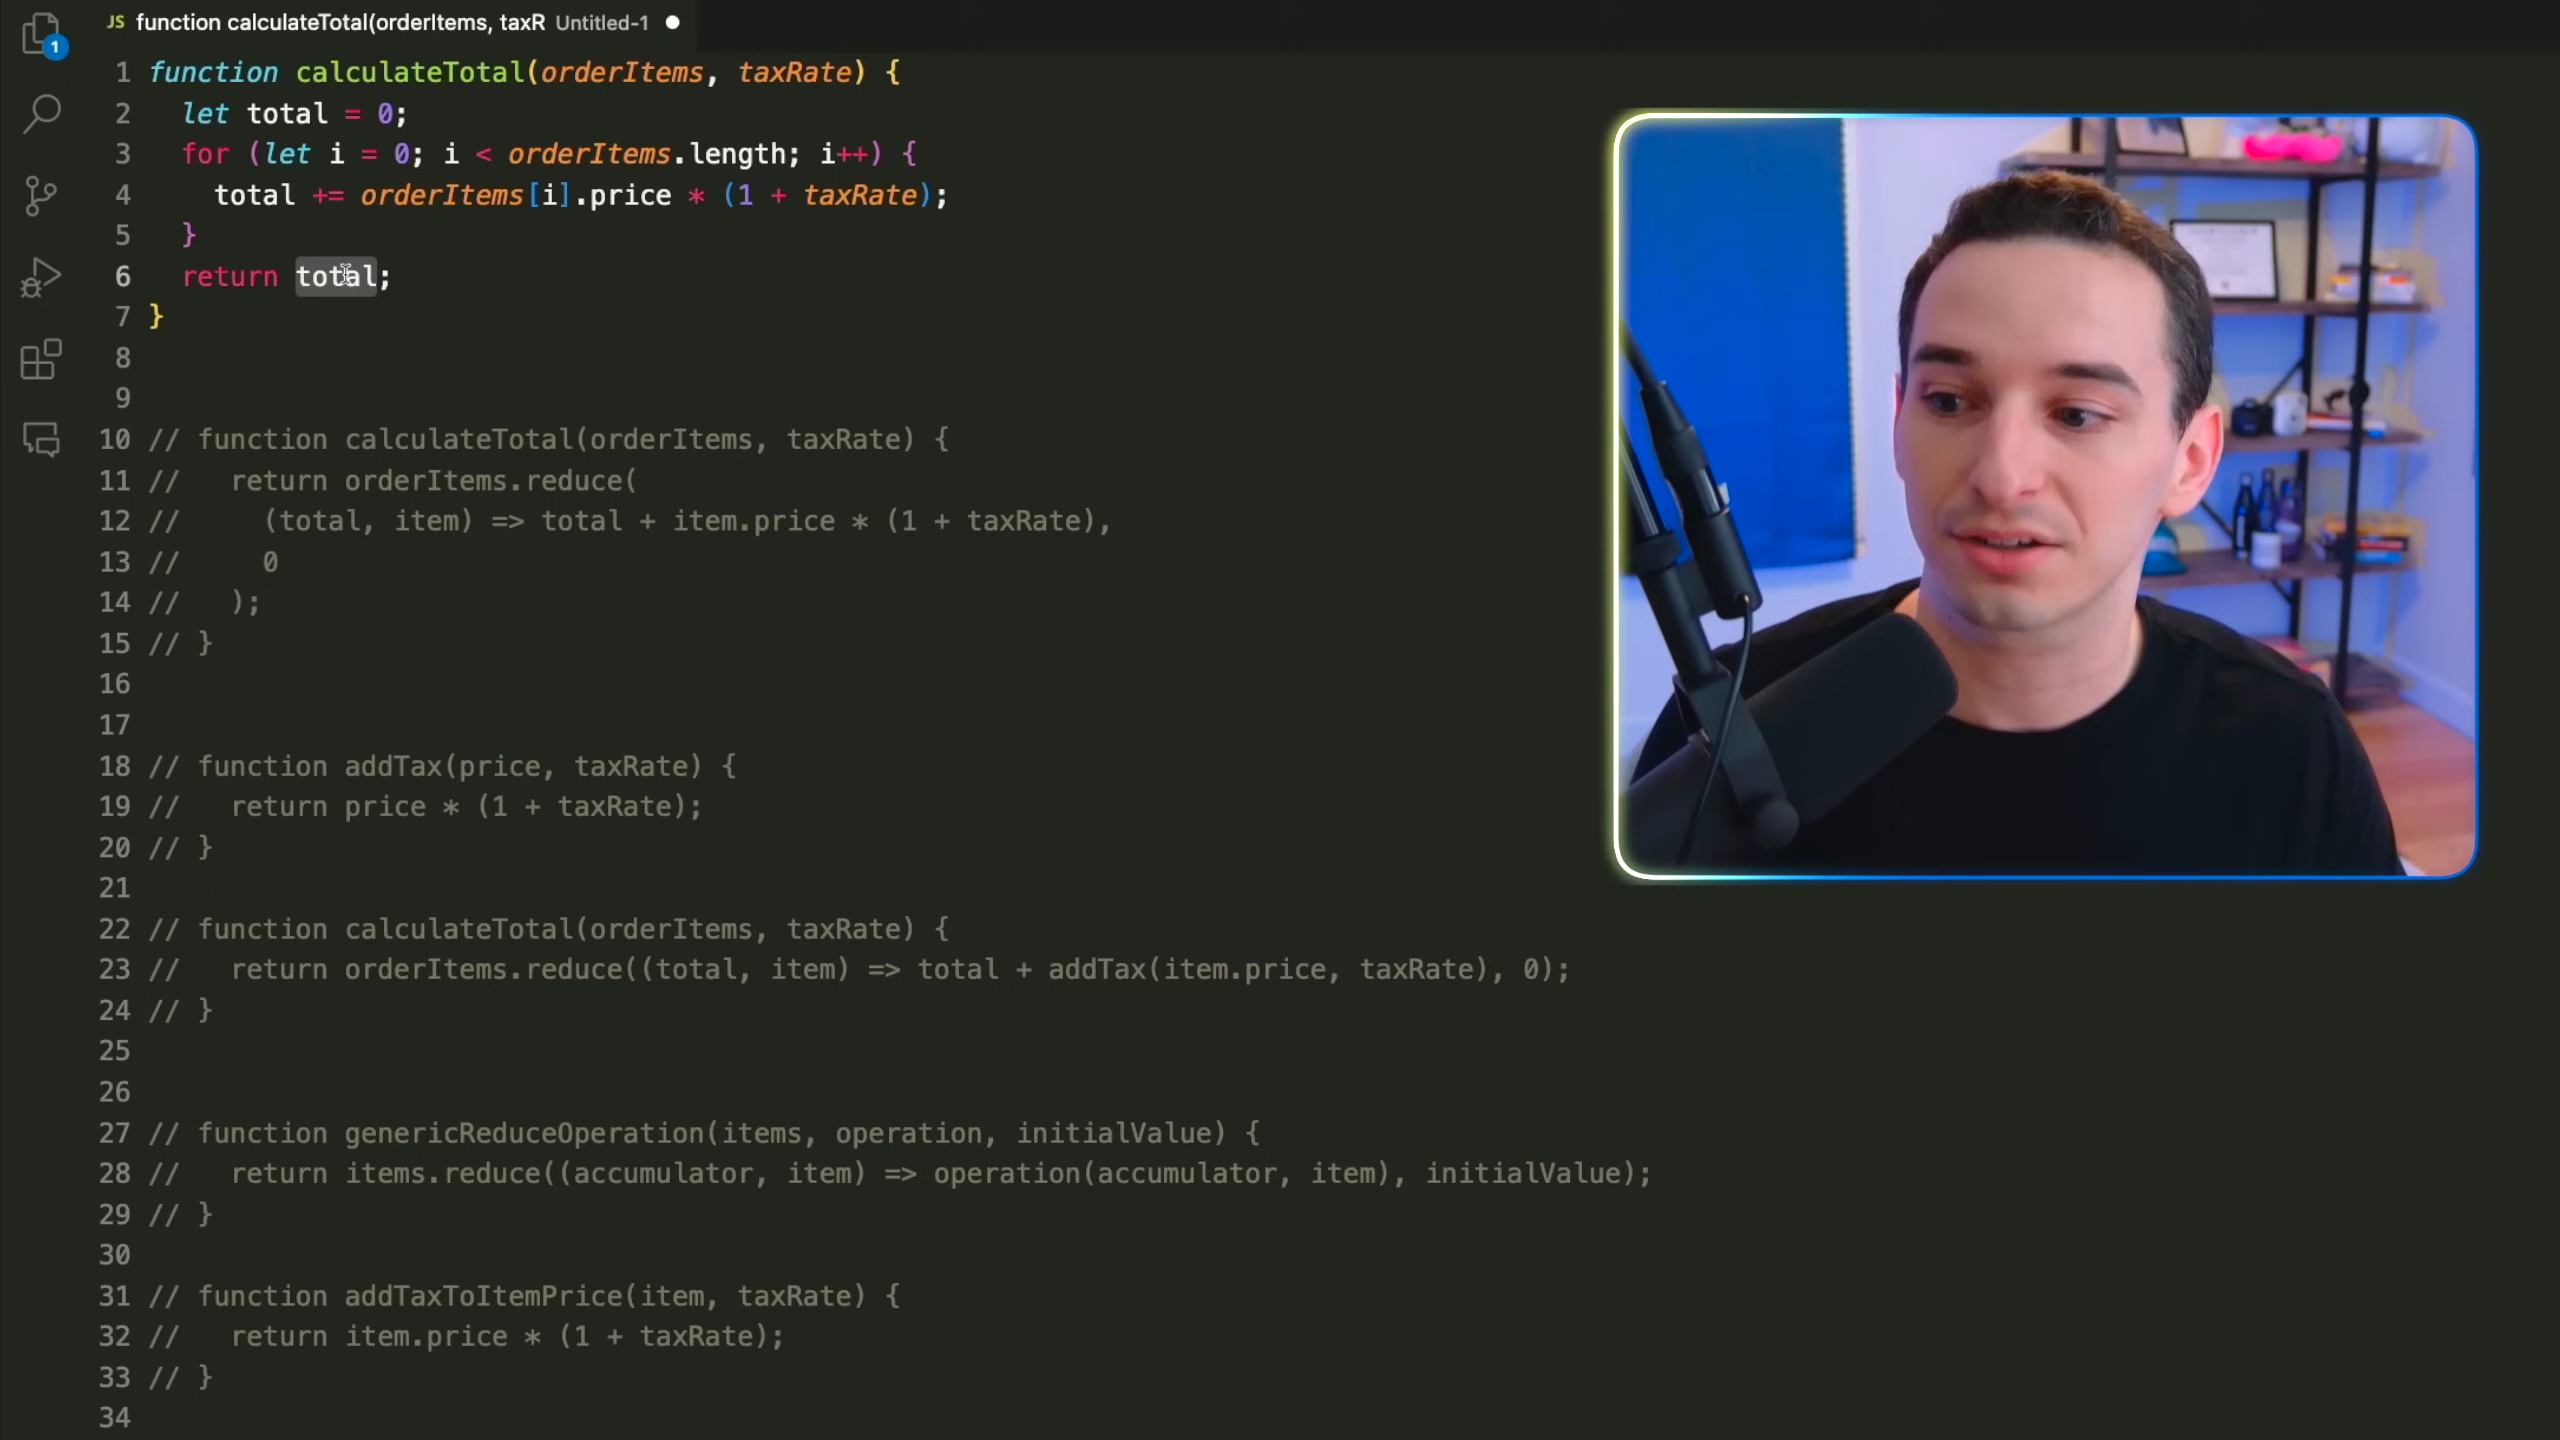 1
JS function calculateTotal(orderItems, taxR Untitled-1
1 function calculateTotal(orderItems, taxRate) {
2 let total = 0;
3 for (let i = 0; i < orderItems.length; i++) {
4 total += orderItems[i].price * (1 + taxRate);
5 }
6 return total;
7 }
8
9
10 // function calculateTotal(orderItems, taxRate) {
11 // return orderItems.reduce(
12 // (total, item) => total + item.price * (1 + taxRate),
13 // 0
14 // );
15 // }
16
17
18 // function addTax(price, taxRate) {
19 // return price * (1 + taxRate);
20 // }
21
22 // function calculateTotal(orderItems, taxRate) {
23 // return orderItems.reduce((total, item) => total + addTax(item.price, taxRate), 0);
24 // }
25
26
27 // function genericReduceOperation(items, operation, initialValue) {
28 // return items.reduce((accumulator, item) => operation(accumulator, item), initialValue);
29 // }
30
31 // function addTaxToItemPrice(item, taxRate) {
32 // return item.price * (1 + taxRate);
33 // }
34